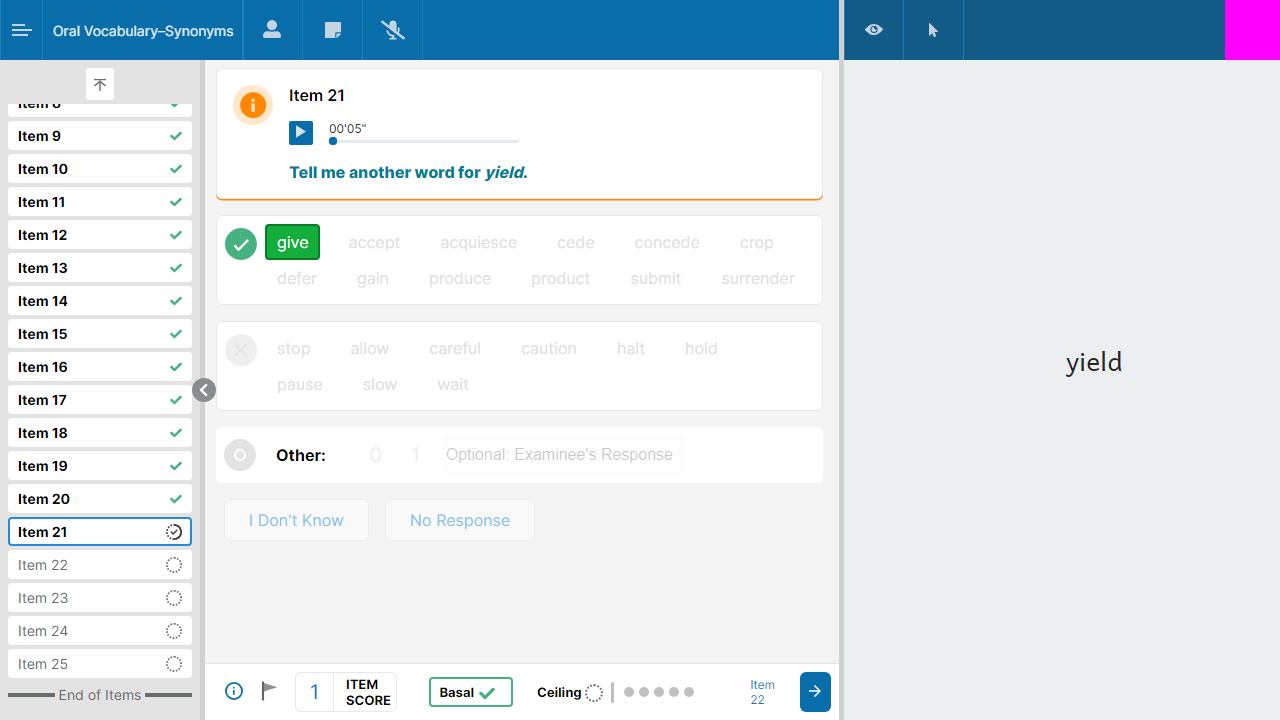 Oral Vocabulary–Synonyms
Item 8
Item 9
Item 10
Item 11
Item 12
Item 13
Item 14
Item 15
Item 16
Item 17
Item 18
Item 19
Item 20
Item 21
Item 22
Item 23
Item 24
Item 25
End of Items
Item 21
00'05"
Tell me another word for yield.
give accept acquiesce cede concede crop
defer gain produce product submit surrender
stop allow careful caution halt hold
pause slow wait
Other: 0 1 Optional: Examinee's Response
I Don't Know No Response
1 ITEM
SCORE
Basal
Ceiling
Item
22
yield